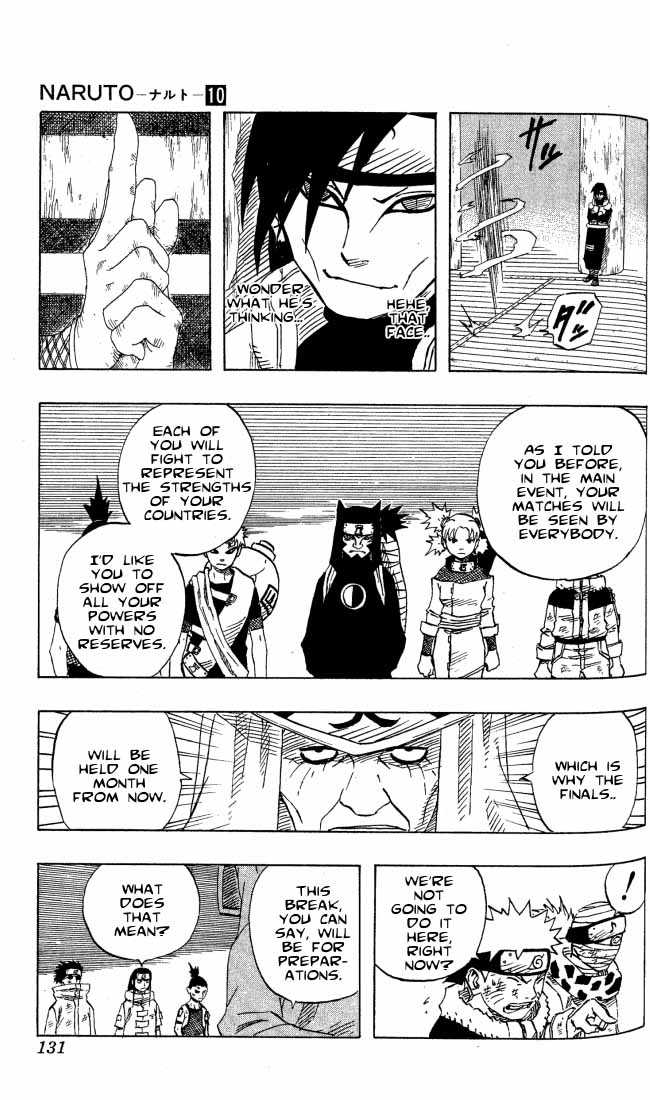 NARUTO—ナルト—10
ザッ
ダッ
HEHE,
THAT
FACE..
WONDER
WHAT HE'S
THINKING..
AS I TOLD
YOU BEFORE,
IN THE MAIN
EVENT, YOUR
MATCHES WILL
BE SEEN BY
EVERYBODY.
EACH OF
YOU WILL
FIGHT TO
REPRESENT
THE STRENGTHS
OF YOUR
COUNTRIES.
I'D LIKE
YOU TO
SHOW OFF
ALL YOUR
POWERS
WITH NO
RESERVES.
WHICH IS
WHY THE
FINALS..
WILL BE
HELD ONE
MONTH
FROM NOW.
!
WE'RE
NOT
GOING TO
DO IT
HERE,
RIGHT
NOW?
THIS
BREAK,
YOU CAN
SAY, WILL
BE FOR
PREPAR-
ATIONS.
WHAT
DOES
THAT
MEAN?
131